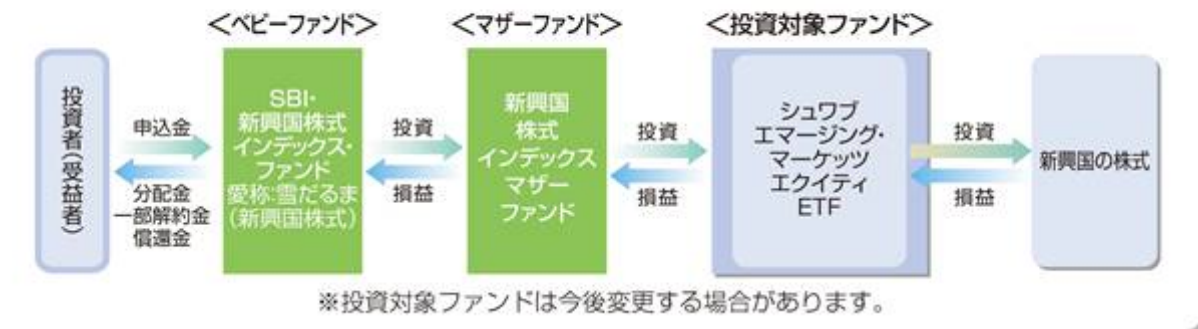 <ベビーファンド>
<マザーファンド>
<投資対象ファンド>
投資者(受益者)
申込金
分配金
一部解約金
償還金
SBI・
新興国株式
インデックス・
ファンド
愛称:雪だるま
(新興国株式)
投資
損益
新興国
株式
インデックス
マザー
ファンド
投資
損益
シュワブ
エマージング・
マーケッツ
エクイティ
ETF
投資
損益
新興国の株式
※投資対象ファンドは今後変更する場合があります。